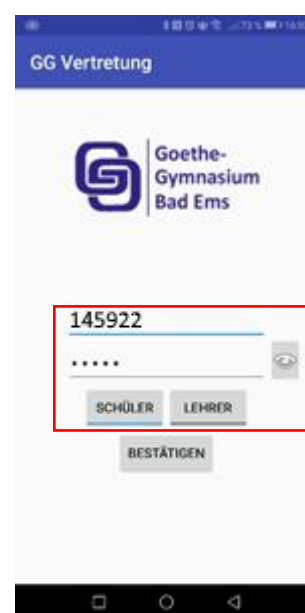 GG Vertretung
Goethe-
Gymnasium
Bad Ems
145922
•••••
SCHÜLER LEHRER
BESTÄTIGEN